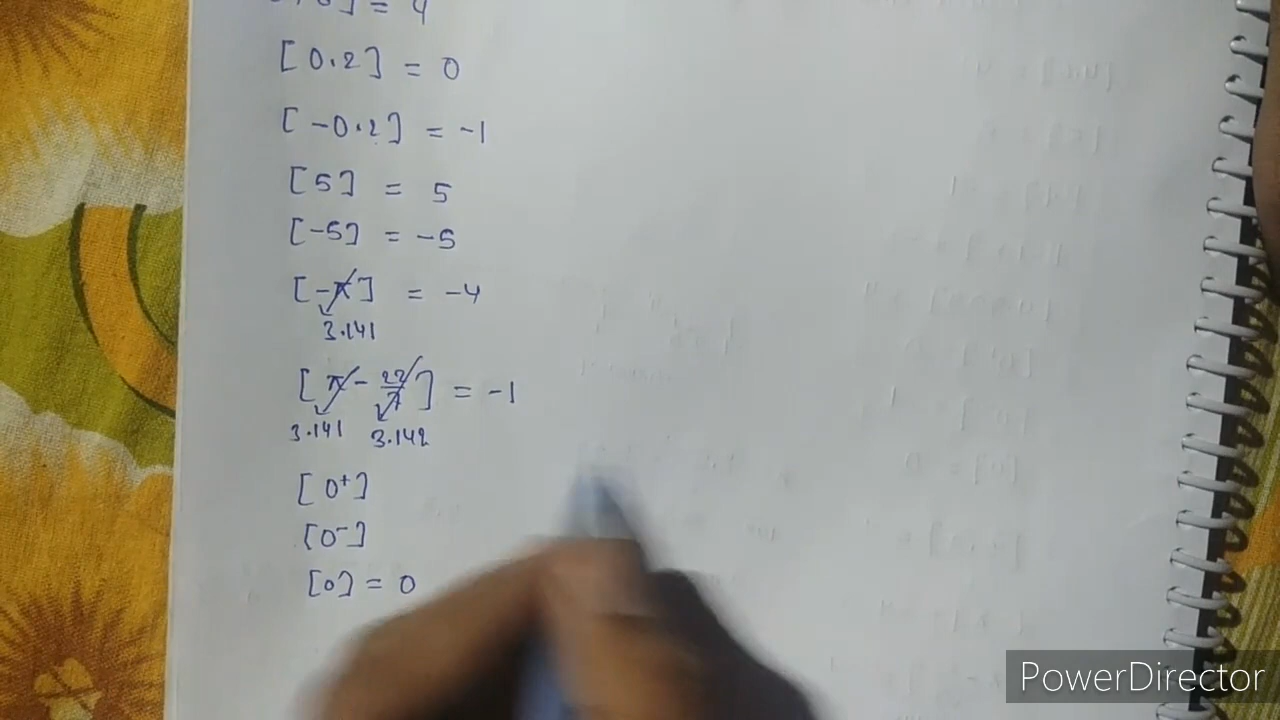 ] = 4
[0.2] = 0
[-0.2] = -1
[5] = 5
[-5] = -5
[-π] = -4
3.141
[π - 22/7] = -1
3.141 3.142
[0⁺]
[0⁻]
[0] = 0
PowerDirector